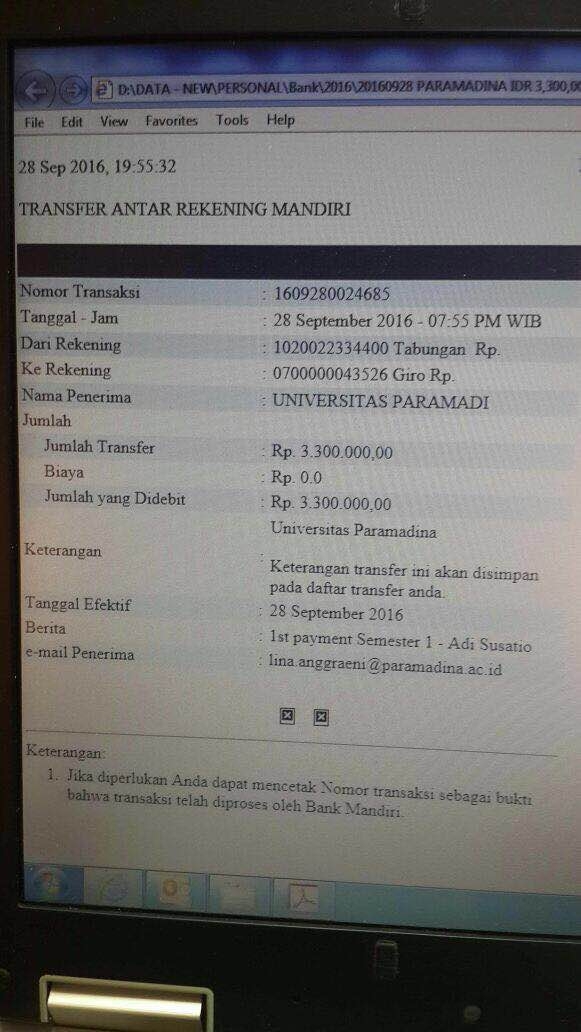 D:\DATA - NEW\PERSONAL\Bank\2016\20160928 PARAMADINA IDR 3,300,00
File Edit View Favorites Tools Help
28 Sep 2016, 19:55:32
TRANSFER ANTAR REKENING MANDIRI
Nomor Transaksi : 1609280024685
Tanggal - Jam : 28 September 2016 - 07:55 PM WIB
Dari Rekening : 1020022334400 Tabungan Rp.
Ke Rekening : 0700000043526 Giro Rp.
Nama Penerima : UNIVERSITAS PARAMADI
Jumlah
Jumlah Transfer : Rp. 3.300.000,00
Biaya : Rp. 0.0
Jumlah yang Didebit : Rp. 3.300.000,00
Universitas Paramadina
Keterangan :
Keterangan transfer ini akan disimpan
pada daftar transfer anda.
Tanggal Efektif : 28 September 2016
Berita : 1st payment Semester 1 - Adi Susatio
e-mail Penerima : lina.anggraeni@paramadina.ac.id
Keterangan:
1. Jika diperlukan Anda dapat mencetak Nomor transaksi sebagai bukti
bahwa transaksi telah diproses oleh Bank Mandiri.